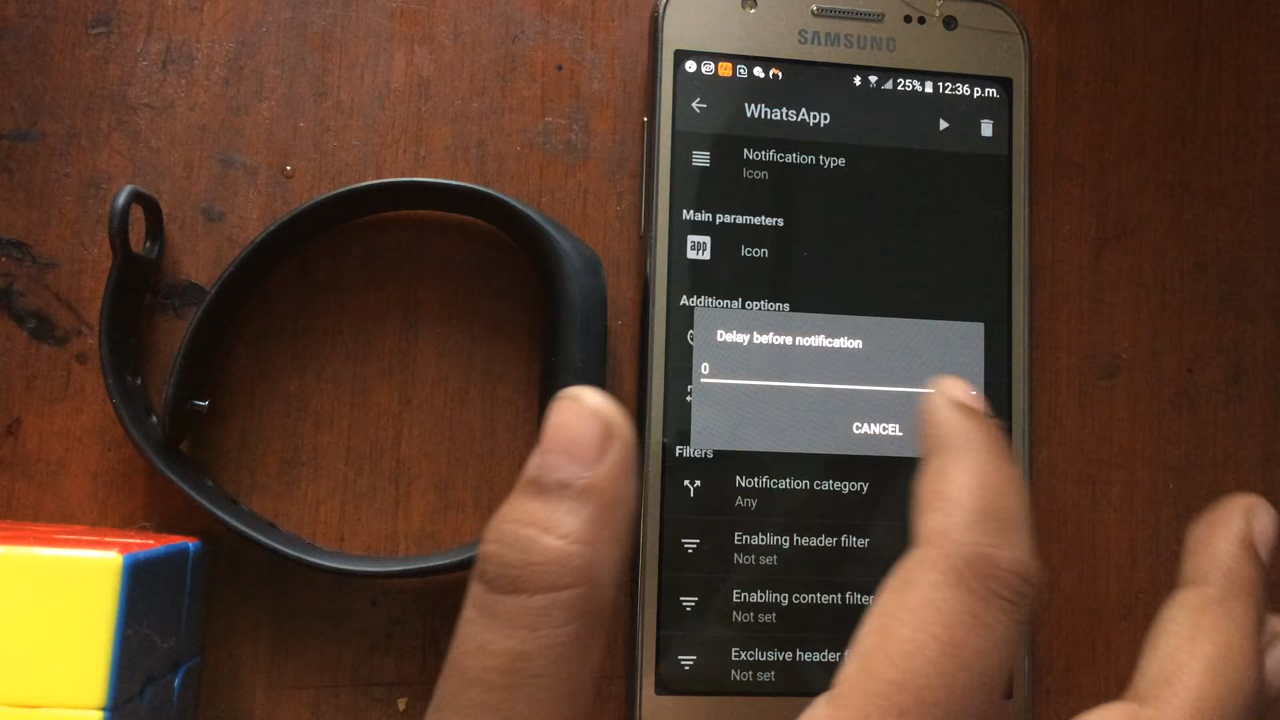 SAMSUNG
25% 12:36 p.m.
WhatsApp
Notification type
Icon
Main parameters
app
Icon
Additional options
Delay before notification
0
CANCEL
Filters
Notification category
Any
Enabling header filter
Not set
Enabling content filter
Not set
Exclusive header
Not set